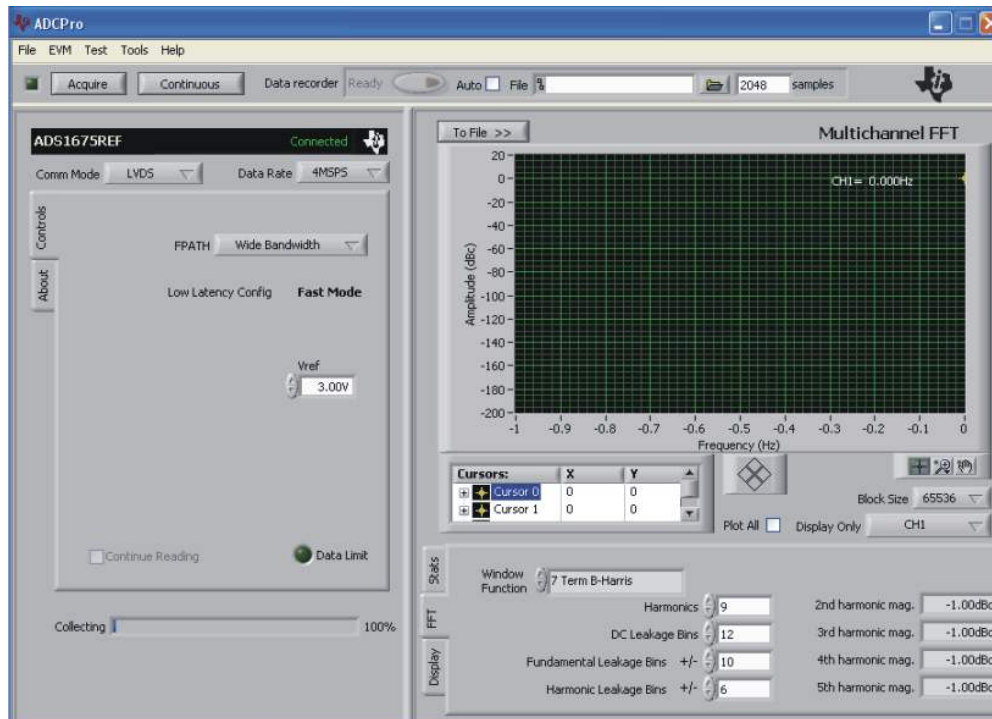 ADCPro
File EVM Test Tools Help
Acquire Continuous Data recorder Ready Auto File 2048 samples
ADS1675REF Connected
Comm Mode LVDS Data Rate 4MSPS
Controls
About
FPATH Wide Bandwidth
Low Latency Config Fast Mode
Vref
3.00V
Continue Reading Data Limit
Collecting 100%
To File >> Multichannel FFT
CH1= 0.000Hz
Amplitude (dBc)
20
0
-20
-40
-60
-80
-100
-120
-140
-160
-180
-200
-1 -0.9 -0.8 -0.7 -0.6 -0.5 -0.4 -0.3 -0.2 -0.1 0
Frequency (Hz)
Cursors: X Y
Cursor 0 0 0
Cursor 1 0 0
Block Size 65536
Plot All Display Only CH1
Stats
FFT
Display
Window Function 7 Term B-Harris
Harmonics 9 2nd harmonic mag. -1.00dBc
DC Leakage Bins 12 3rd harmonic mag. -1.00dBc
Fundamental Leakage Bins +/- 10 4th harmonic mag. -1.00dBc
Harmonic Leakage Bins +/- 6 5th harmonic mag. -1.00dBc